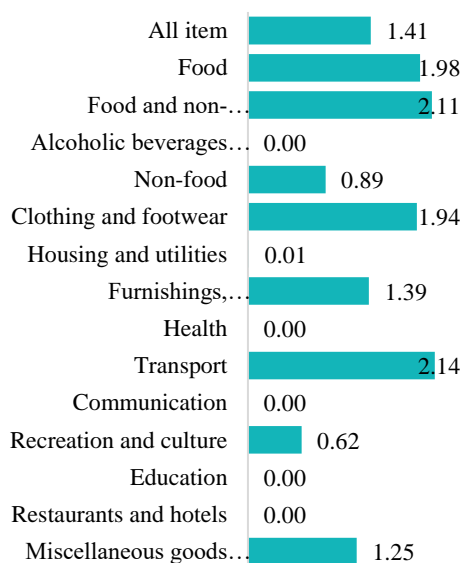 All item 1.41
Food 1.98
Food and non-… 2.11
Alcoholic beverages… 0.00
Non-food 0.89
Clothing and footwear 1.94
Housing and utilities 0.01
Furnishings,… 1.39
Health 0.00
Transport 2.14
Communication 0.00
Recreation and culture 0.62
Education 0.00
Restaurants and hotels 0.00
Miscellaneous goods… 1.25